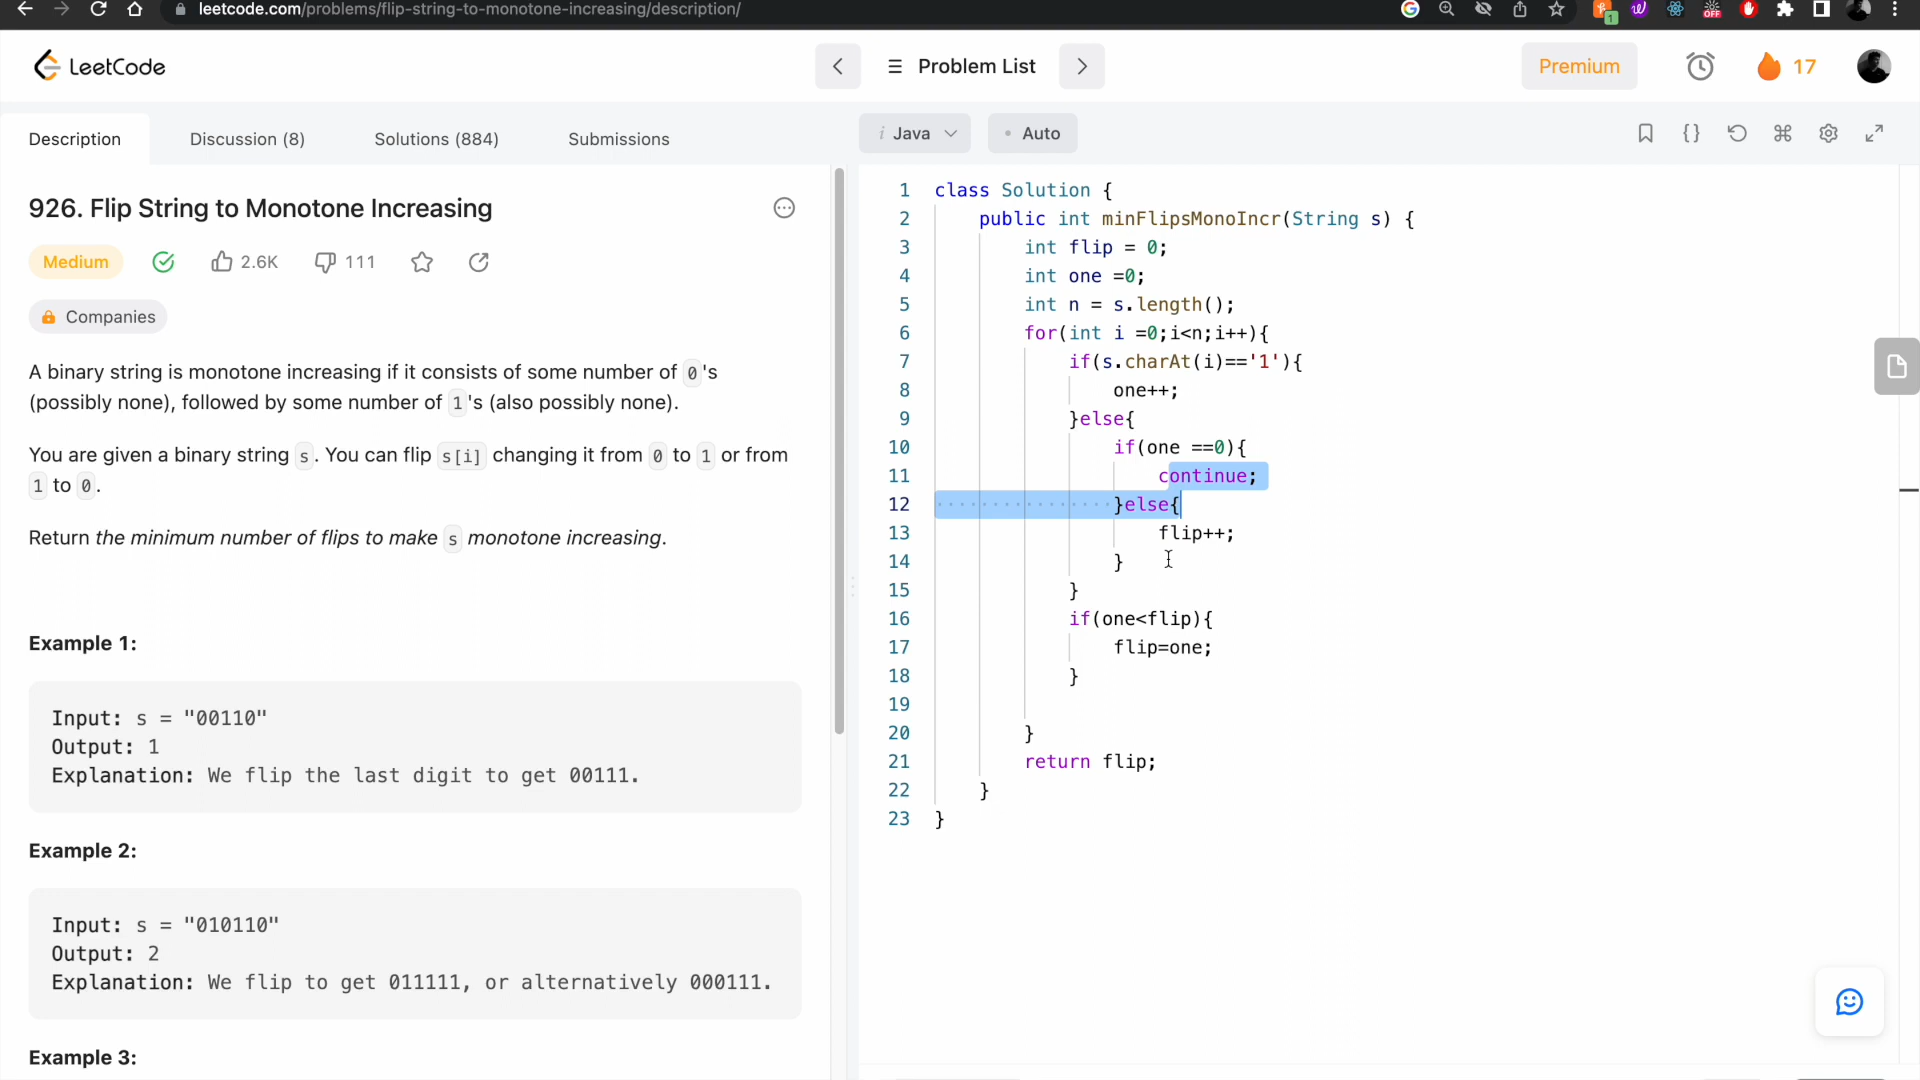 leetcode.com/problems/flip-string-to-monotone-increasing/description/
1
OFF
LeetCode
Problem List
Premium
17
Description
Discussion (8)
Solutions (884)
Submissions
i Java
• Auto
{}
926. Flip String to Monotone Increasing
Medium
2.6K
111
Companies
A binary string is monotone increasing if it consists of some number of 0's
(possibly none), followed by some number of 1's (also possibly none).
You are given a binary string s. You can flip s[i] changing it from 0 to 1 or from
1 to 0.
Return the minimum number of flips to make s monotone increasing.
Example 1:
Input: s = "00110"
Output: 1
Explanation: We flip the last digit to get 00111.
Example 2:
Input: s = "010110"
Output: 2
Explanation: We flip to get 011111, or alternatively 000111.
Example 3:
1 class Solution {
2 public int minFlipsMonoIncr(String s) {
3 int flip = 0;
4 int one =0;
5 int n = s.length();
6 for(int i =0;i<n;i++){
7 if(s.charAt(i)=='1'){
8 one++;
9 }else{
10 if(one ==0){
11 continue;
12 }else{
13 flip++;
14 }
15 }
16 if(one<flip){
17 flip=one;
18 }
19
20 }
21 return flip;
22 }
23 }